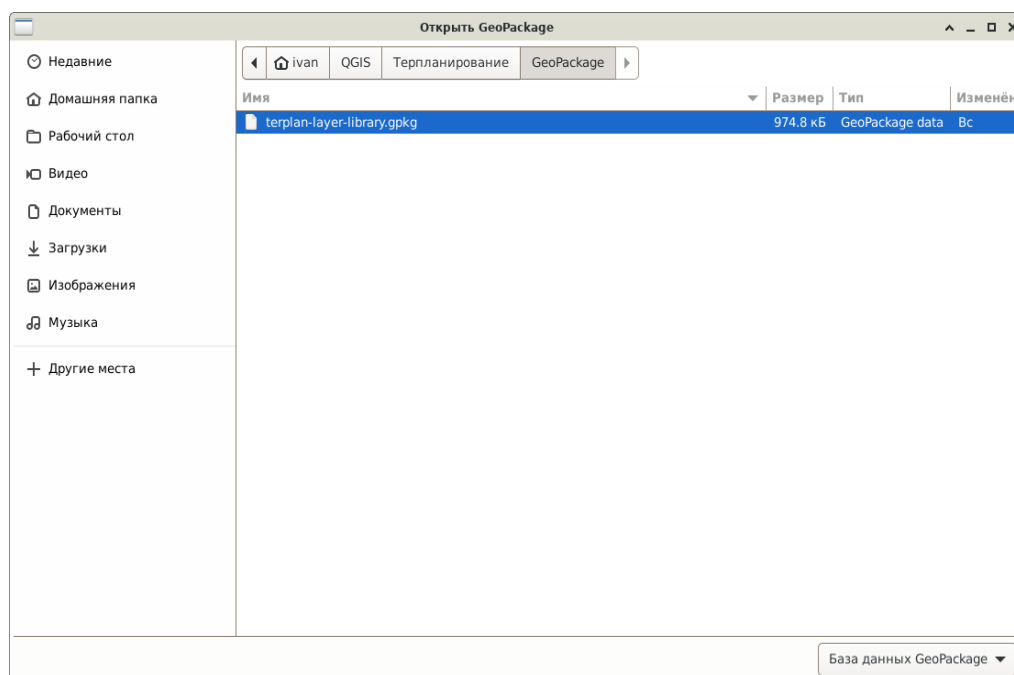 Открыть GeoPackage
Недавние
Домашняя папка
Рабочий стол
Видео
Документы
Загрузки
Изображения
Музыка
Другие места
ivan QGIS Терпланирование GeoPackage
Имя Размер Тип Изменён
terplan-layer-library.gpkg 974.8 кБ GeoPackage data Вс
База данных GeoPackage